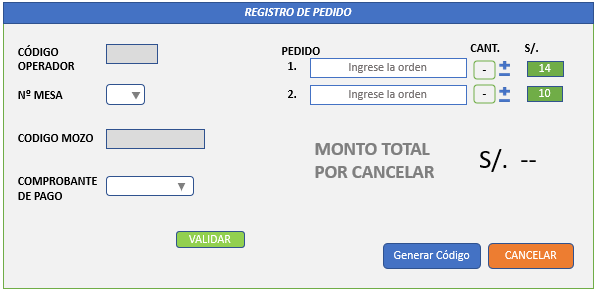 REGISTRO DE PEDIDO
CÓDIGO
OPERADOR
Nº MESA
CODIGO MOZO
COMPROBANTE
DE PAGO
VALIDAR
PEDIDO CANT. S/.
1. Ingrese la orden - ± 14
2. Ingrese la orden - ± 10
MONTO TOTAL
POR CANCELAR
S/. --
Generar Código
CANCELAR